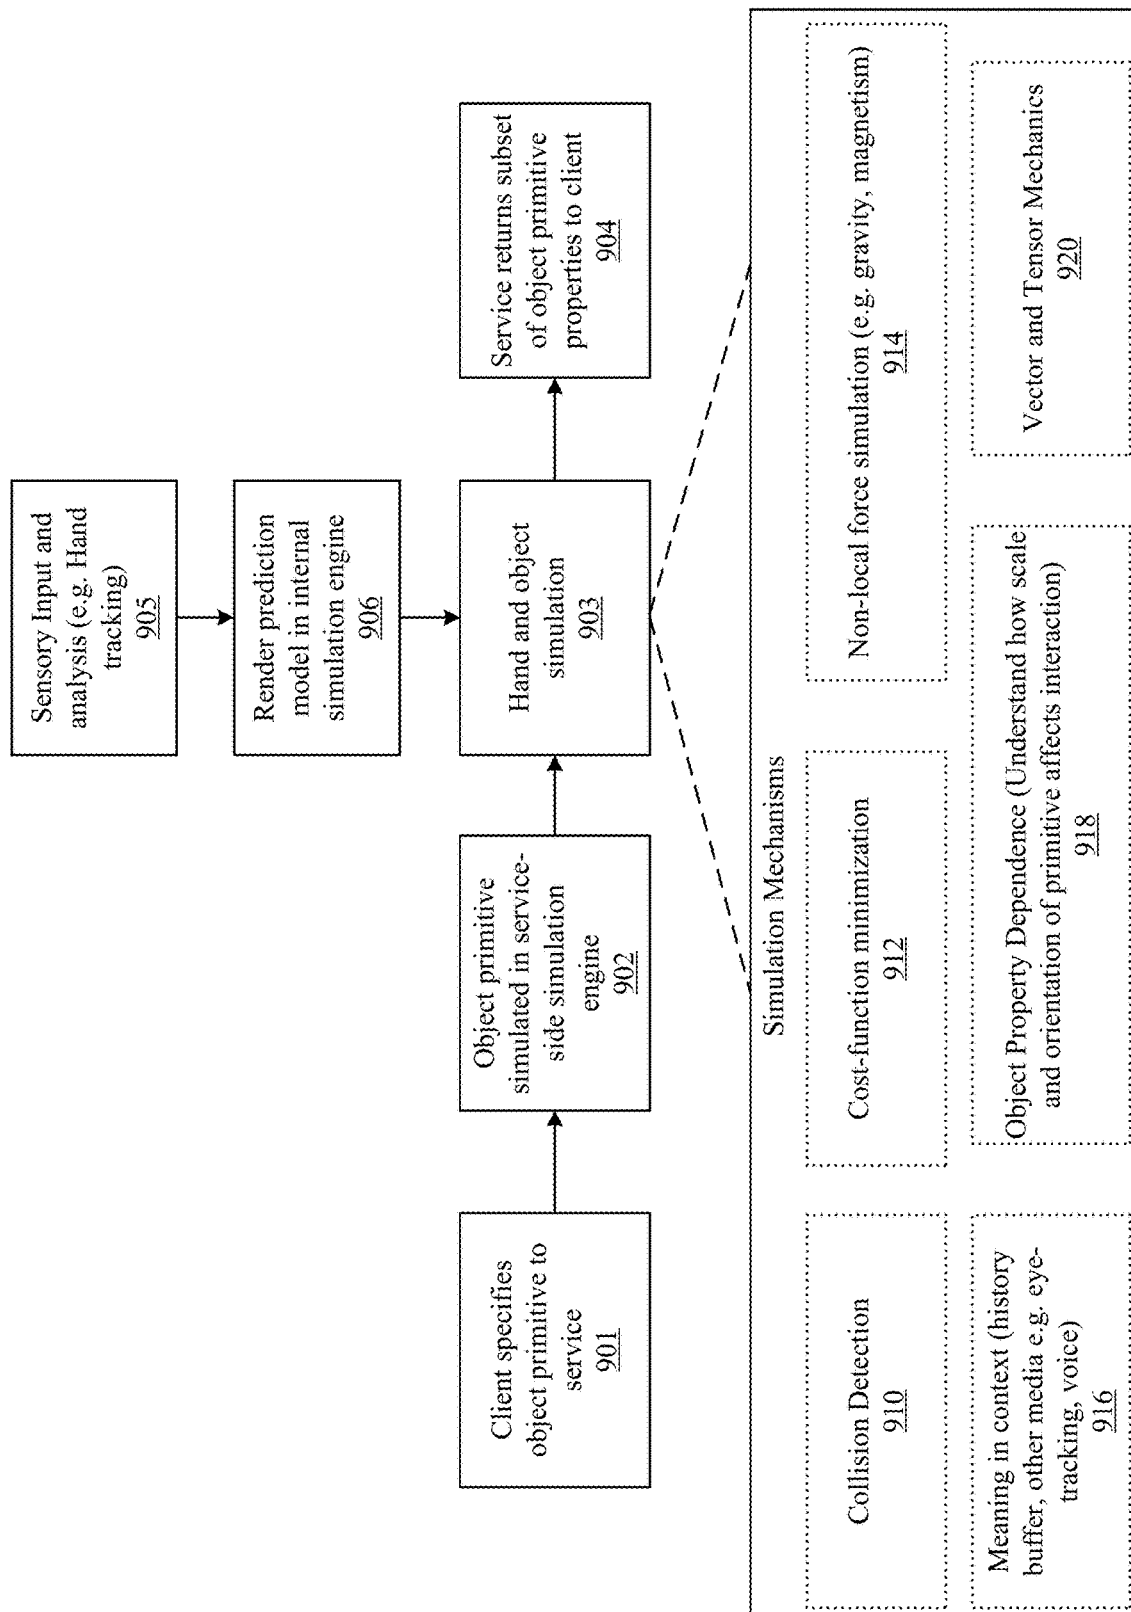 Sensory Input and
analysis (e.g. Hand
tracking)
905
Render prediction
model in internal
simulation engine
906
Client specifies
object primitive to
service
901
Object primitive
simulated in service-
side simulation
engine
902
Hand and object
simulation
903
Service returns subset
of object primitive
properties to client
904
Simulation Mechanisms
Collision Detection
910
Cost-function minimization
912
Non-local force simulation (e.g. gravity, magnetism)
914
Meaning in context (history
buffer, other media e.g. eye-
tracking, voice)
916
Object Property Dependence (Understand how scale
and orientation of primitive affects interaction)
918
Vector and Tensor Mechanics
920